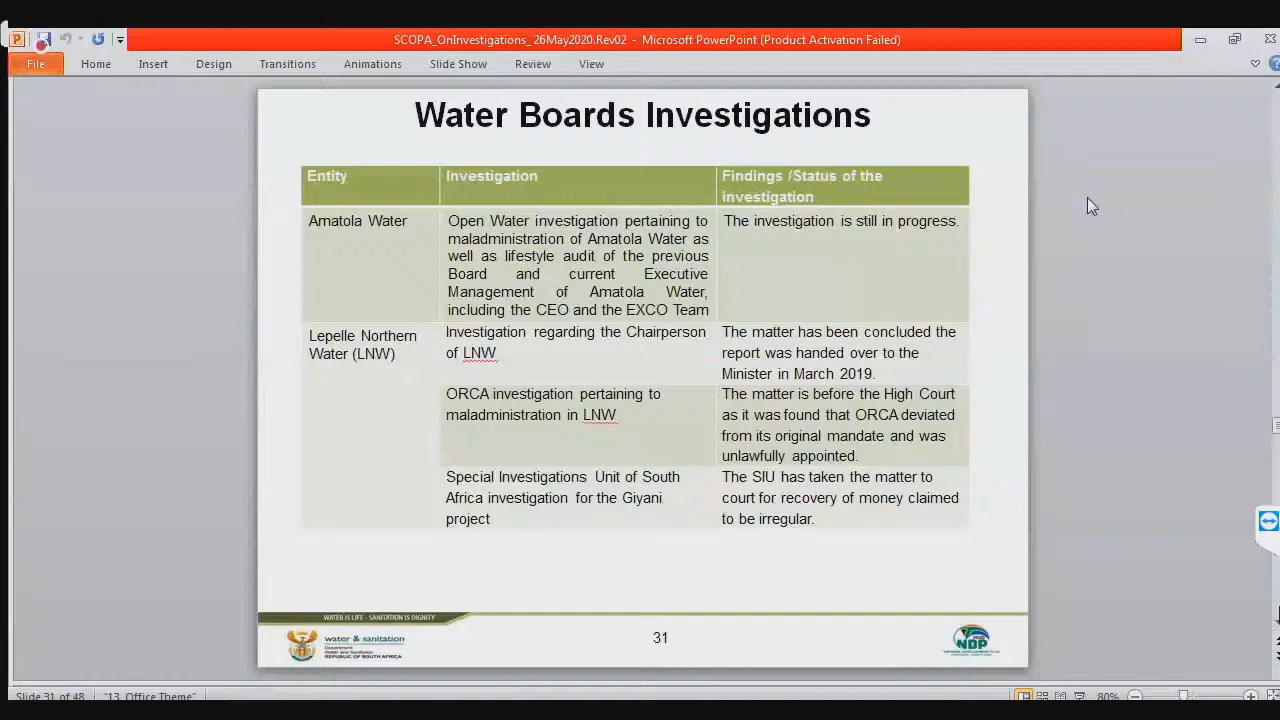 SCOPA_OnInvestigations_ 26May2020.Rev02 - Microsoft PowerPoint (Product Activation Failed)
File Home Insert Design Transitions Animations Slide Show Review View
Water Boards Investigations
Entity
Investigation
Findings /Status of the
investigation
Amatola Water
Open Water investigation pertaining to
maladministration of Amatola Water as
well as lifestyle audit of the previous
Board and current Executive
Management of Amatola Water,
including the CEO and the EXCO Team
The investigation is still in progress.
Lepelle Northern
Water (LNW)
Investigation regarding the Chairperson
of LNW
The matter has been concluded the
report was handed over to the
Minister in March 2019.
ORCA investigation pertaining to
maladministration in LNW
The matter is before the High Court
as it was found that ORCA deviated
from its original mandate and was
unlawfully appointed.
Special Investigations Unit of South
Africa investigation for the Giyani
project
The SIU has taken the matter to
court for recovery of money claimed
to be irregular.
WATER IS LIFE - SANITATION IS DIGNITY
water & sanitation
Department:
Water and Sanitation
REPUBLIC OF SOUTH AFRICA
31
NDP
Slide 31 of 48 "13_Office Theme" 80%